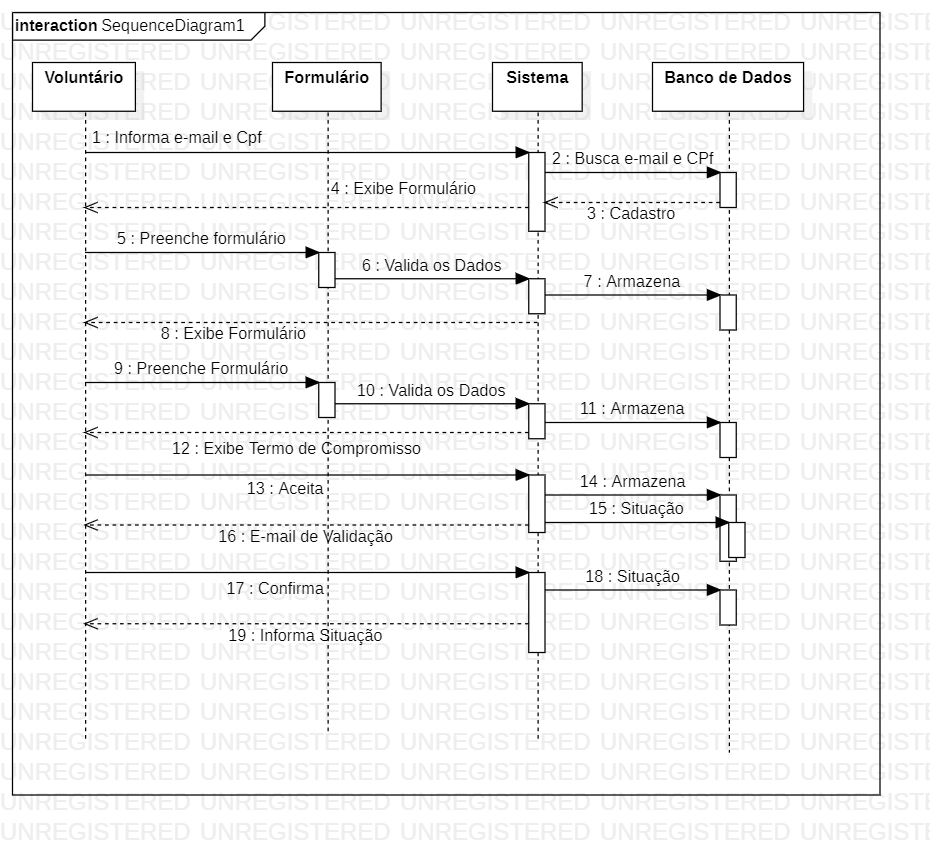 interaction SequenceDiagram1
Voluntário
Formulário
Sistema
Banco de Dados
1 : Informa e-mail e Cpf
2 : Busca e-mail e CPf
4 : Exibe Formulário
3 : Cadastro
5 : Preenche formulário
6 : Valida os Dados
7 : Armazena
8 : Exibe Formulário
9 : Preenche Formulário
10 : Valida os Dados
11 : Armazena
12 : Exibe Termo de Compromisso
13 : Aceita
14 : Armazena
15 : Situação
16 : E-mail de Validação
17 : Confirma
18 : Situação
19 : Informa Situação
UNREGISTERED UNREGISTERED UNREGISTERED UNREGISTERED UNREGISTERED